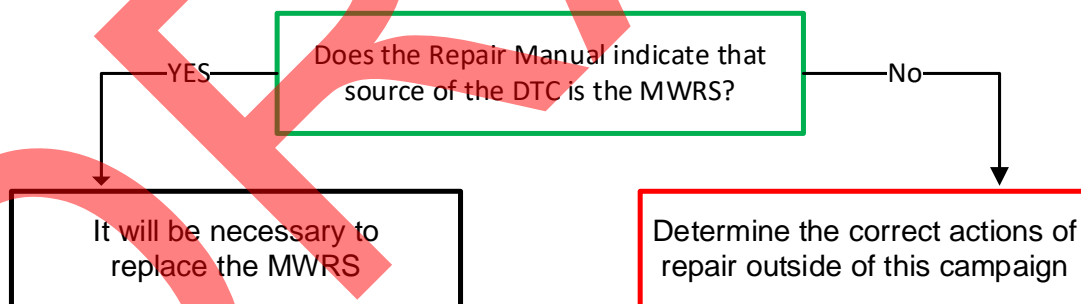 Does the Repair Manual indicate that
source of the DTC is the MWRS?
YES
No
It will be necessary to
replace the MWRS
Determine the correct actions of
repair outside of this campaign